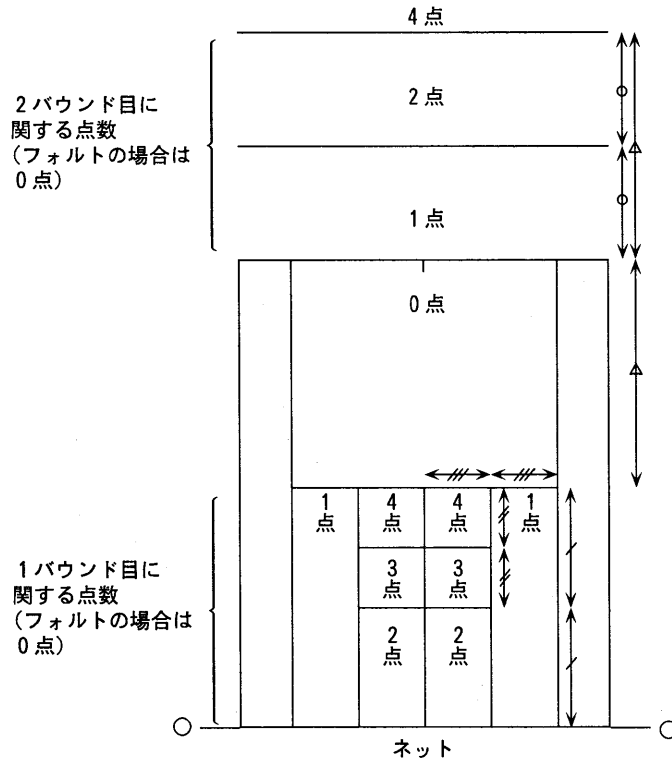 4点
2点
2バウンド目に
関する点数
(フォルトの場合は
0点)
1点
0点
1
点
4
点
4
点
1
点
3
点
3
点
1バウンド目に
関する点数
(フォルトの場合は
0点)
2
点
2
点
ネット